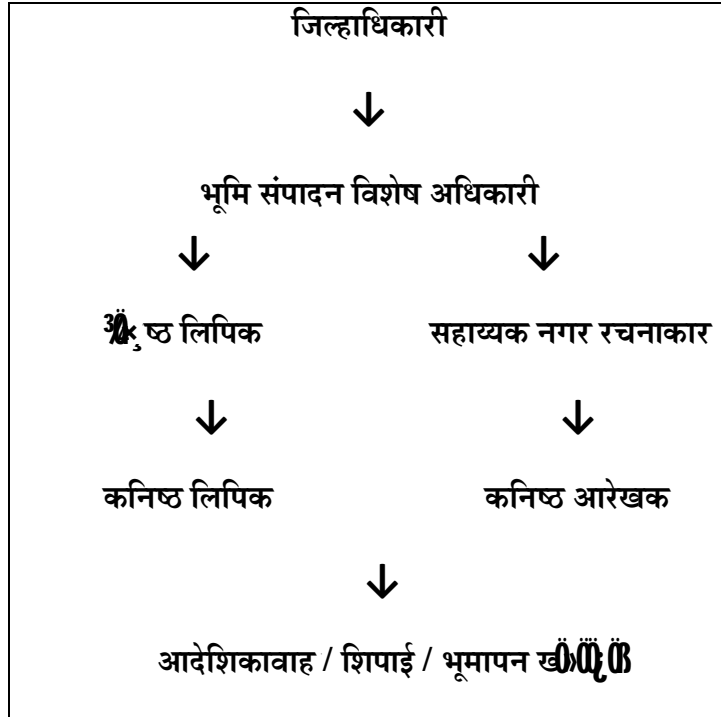 जिल्हाधिकारी
↓
भूमि संपादन विशेष अधिकारी
↓ ↓
लिपिक सहाय्यक नगर रचनाकार
↓ ↓
कनिष्ठ लिपिक कनिष्ठ आरेखक
↓
आदेशिकावाह / शिपाई / भूमापन